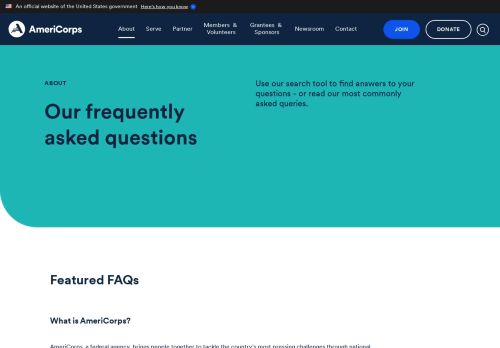 An official website of the United States government Here's how you know
AmeriCorps
About Serve Partner Members & Volunteers Grantees & Sponsors Newsroom Contact
JOIN
DONATE
ABOUT
Our frequently
asked questions
Use our search tool to find answers to your
questions - or read our most commonly
asked queries.
Featured FAQs
What is AmeriCorps?
AmeriCorps, a federal agency, brings people together to tackle the country's most pressing challenges through national